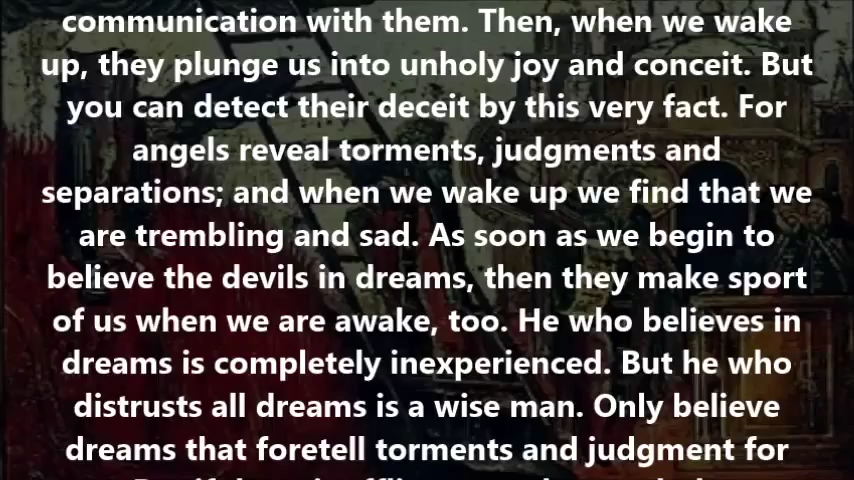 communication with them. Then, when we wake
up, they plunge us into unholy joy and conceit. But
you can detect their deceit by this very fact. For
angels reveal torments, judgments and
separations; and when we wake up we find that we
are trembling and sad. As soon as we begin to
believe the devils in dreams, then they make sport
of us when we are awake, too. He who believes in
dreams is completely inexperienced. But he who
distrusts all dreams is a wise man. Only believe
dreams that foretell torments and judgment for